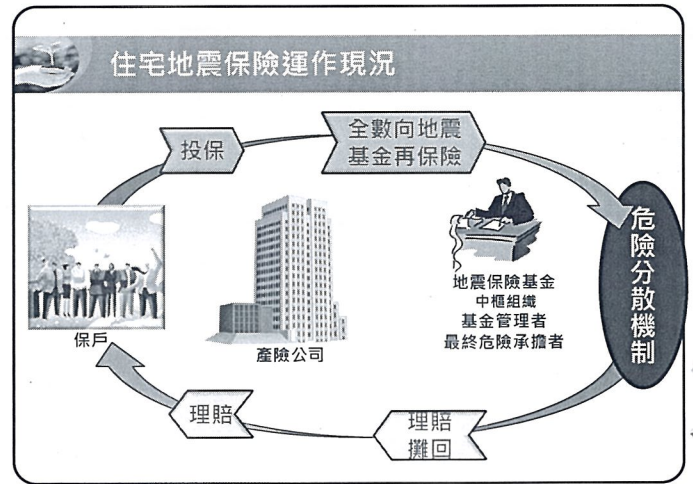 住宅地震保險運作現況
投保
全數向地震
基金再保險
危險分散機制
保戶
產險公司
地震保險基金
中樞組織
基金管理者
最終危險承擔者
理賠
理賠
攤回